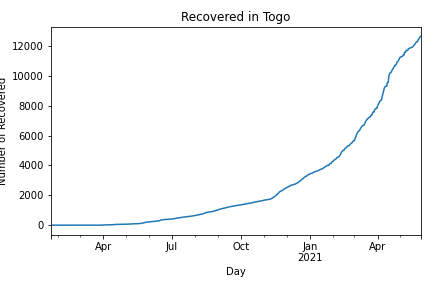 Recovered in Togo
Number of Recovered
12000
10000
8000
6000
4000
2000
0
Apr
Jul
Oct
Jan
2021
Apr
Day